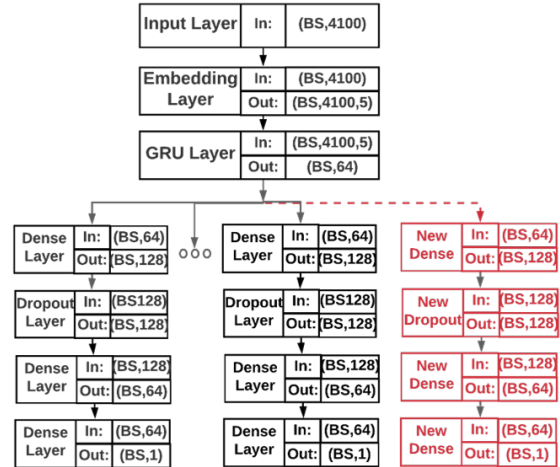 Input Layer In: (BS,4100)
Embedding Layer In: (BS,4100)
Out: (BS,4100,5)
GRU Layer In: (BS,4100,5)
Out: (BS,64)
Dense Layer In: (BS,64)
Out: (BS,128)
Dense Layer In: (BS,64)
Out: (BS,128)
New Dense In: (BS,64)
Out: (BS,128)
Dropout Layer In: (BS128)
Out: (BS,128)
Dropout Layer In: (BS128)
Out: (BS,128)
New Dropout In: (BS,128)
Out: (BS,128)
Dense Layer In: (BS,128)
Out: (BS,64)
Dense Layer In: (BS,128)
Out: (BS,64)
New Dense In: (BS,128)
Out: (BS,64)
Dense Layer In: (BS,64)
Out: (BS,1)
Dense Layer In: (BS,64)
Out: (BS,1)
New Dense In: (BS,64)
Out: (BS,1)